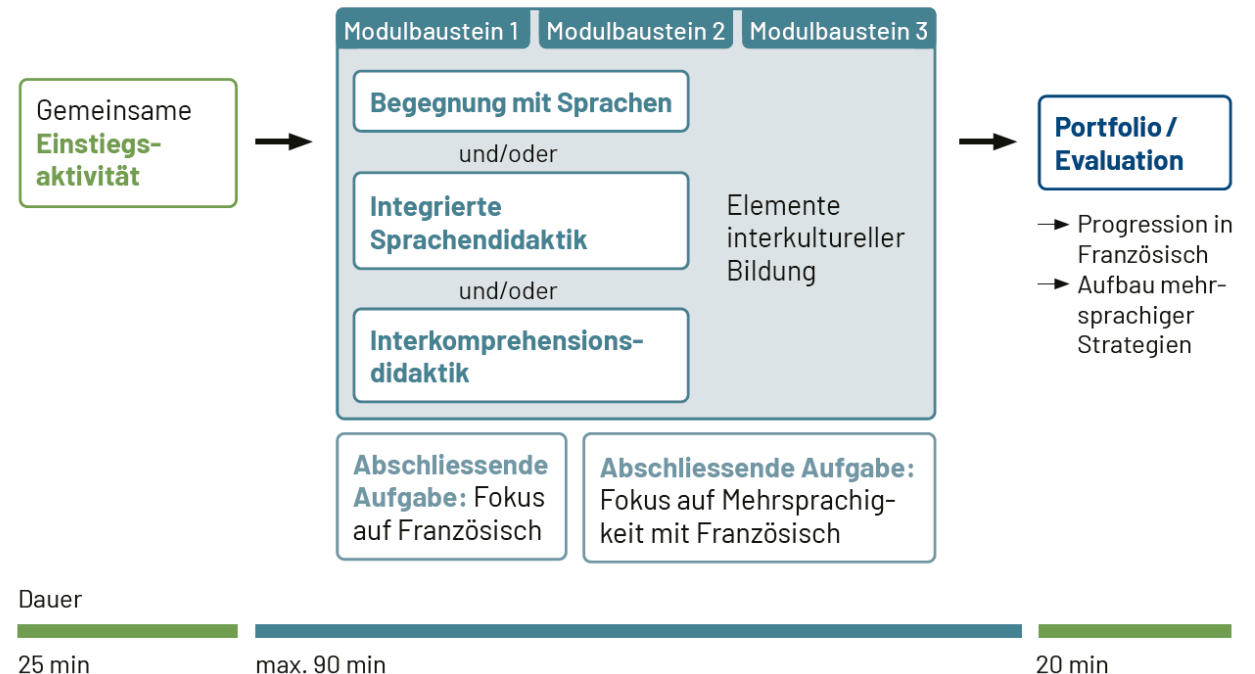 Modulbaustein 1
Modulbaustein 2
Modulbaustein 3
Gemeinsame
Einstiegs-
aktivität
Begegnung mit Sprachen
und/oder
Integrierte
Sprachendidaktik
und/oder
Interkomprehensions-
didaktik
Elemente
interkultureller
Bildung
Abschliessende
Aufgabe: Fokus
auf Französisch
Abschliessende Aufgabe:
Fokus auf Mehrsprachig-
keit mit Französisch
Portfolio /
Evaluation
→ Progression in
Französisch
→ Aufbau mehr-
sprachiger
Strategien
Dauer
25 min
max. 90 min
20 min